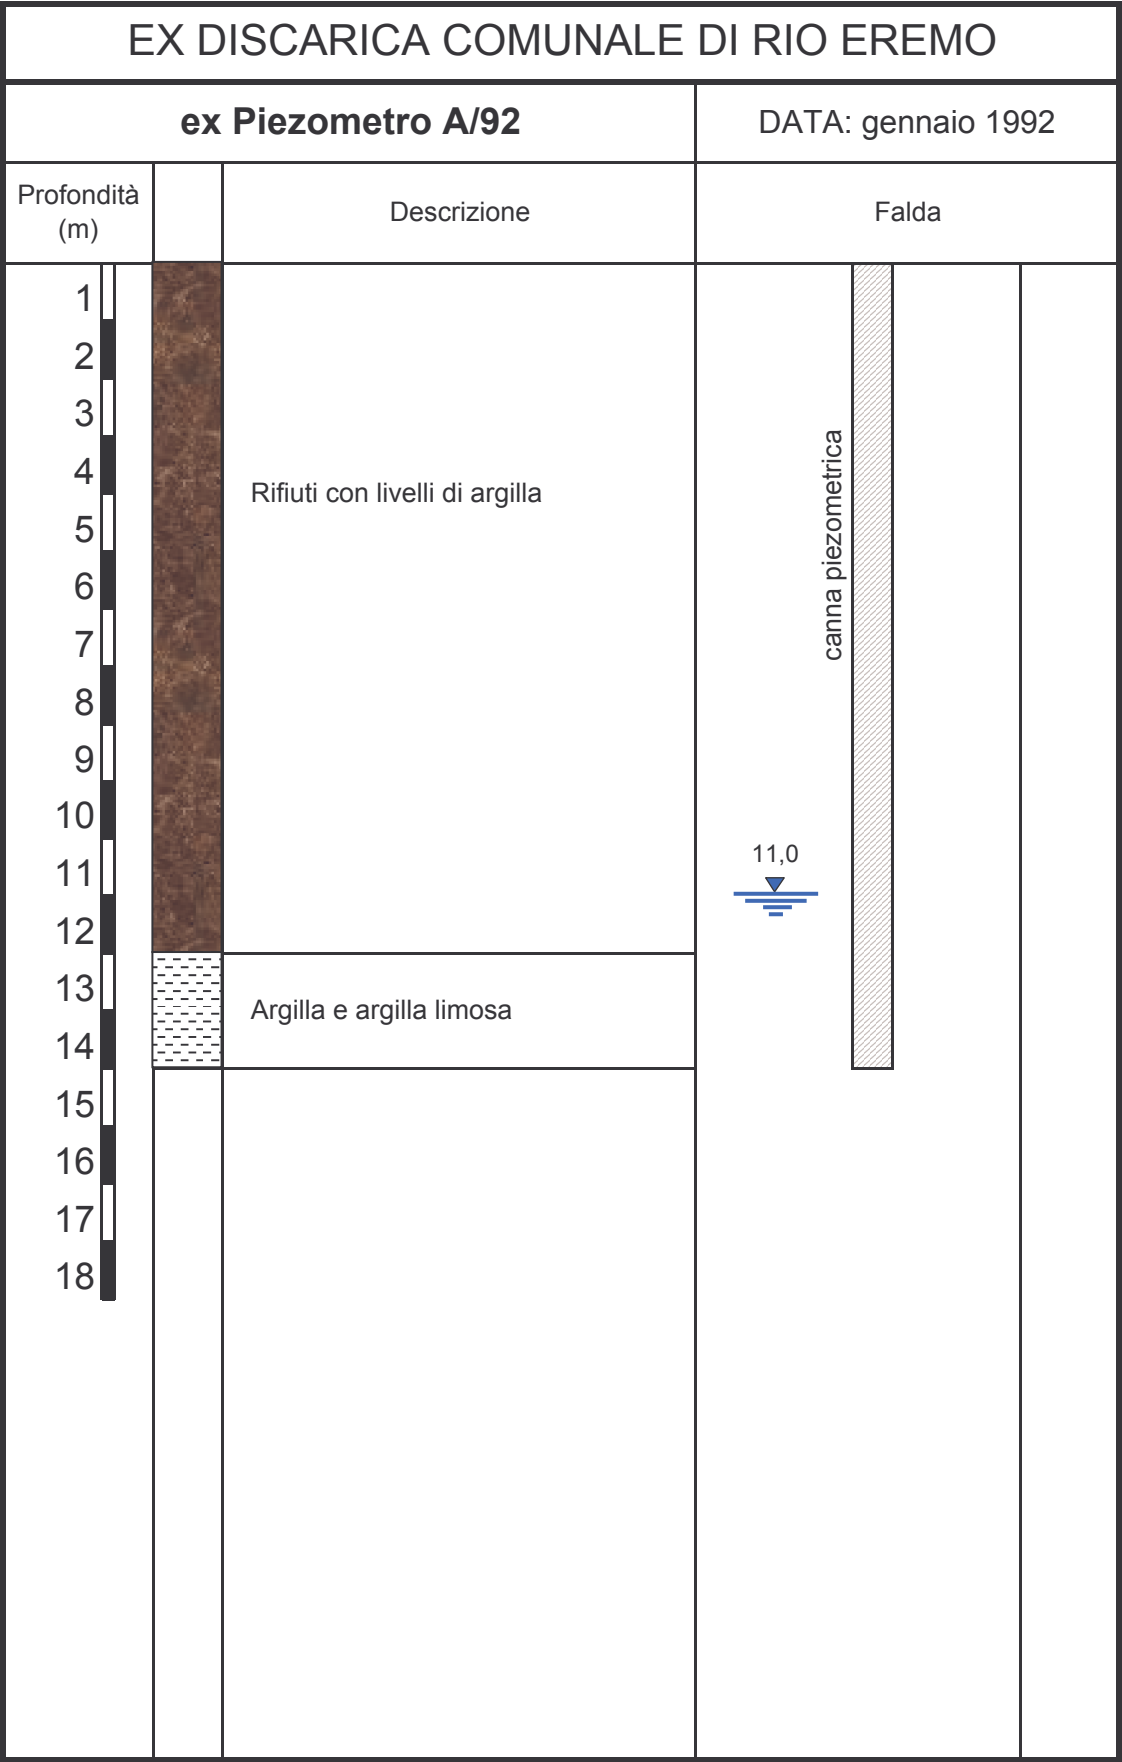 EX DISCARICA COMUNALE DI RIO EREMO
ex Piezometro A/92
DATA: gennaio 1992
Profondità
(m)
Descrizione
Falda
1
2
3
4
5
6
7
8
9
10
11
12
13
14
15
16
17
18
Rifiuti con livelli di argilla
Argilla e argilla limosa
canna piezometrica
11,0